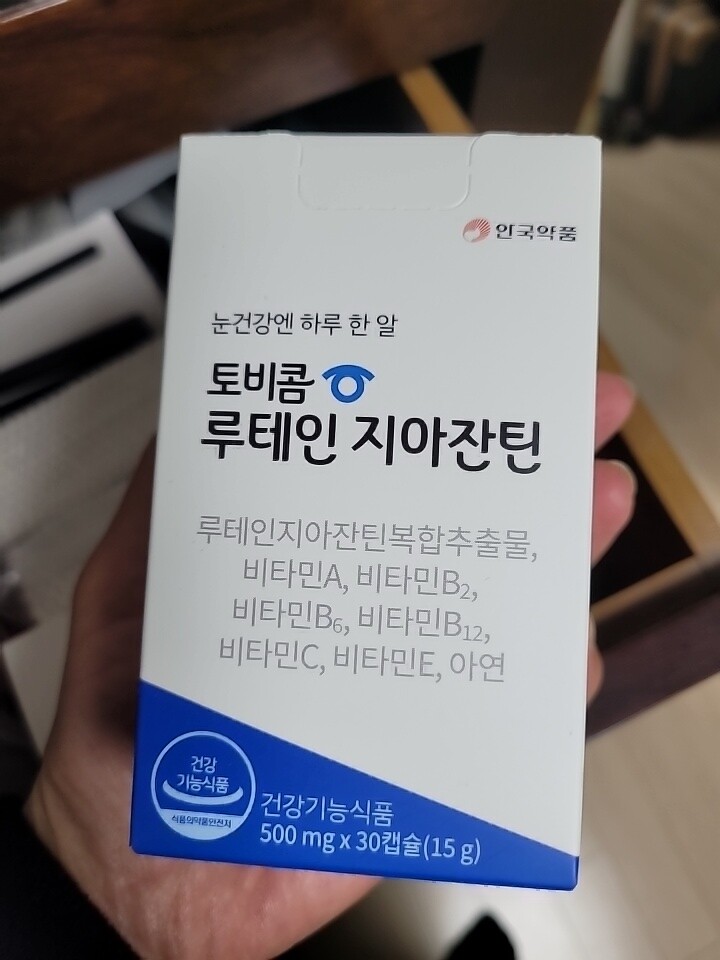 안국약품
눈건강엔 하루 한 알
토비콤
루테인 지아잔틴
루테인지아잔틴복합추출물,
비타민A, 비타민B₂,
비타민B₆, 비타민B₁₂,
비타민C, 비타민E, 아연
건강
기능식품
식품의약품안전처
건강기능식품
500 mg x 30캡슐(15 g)